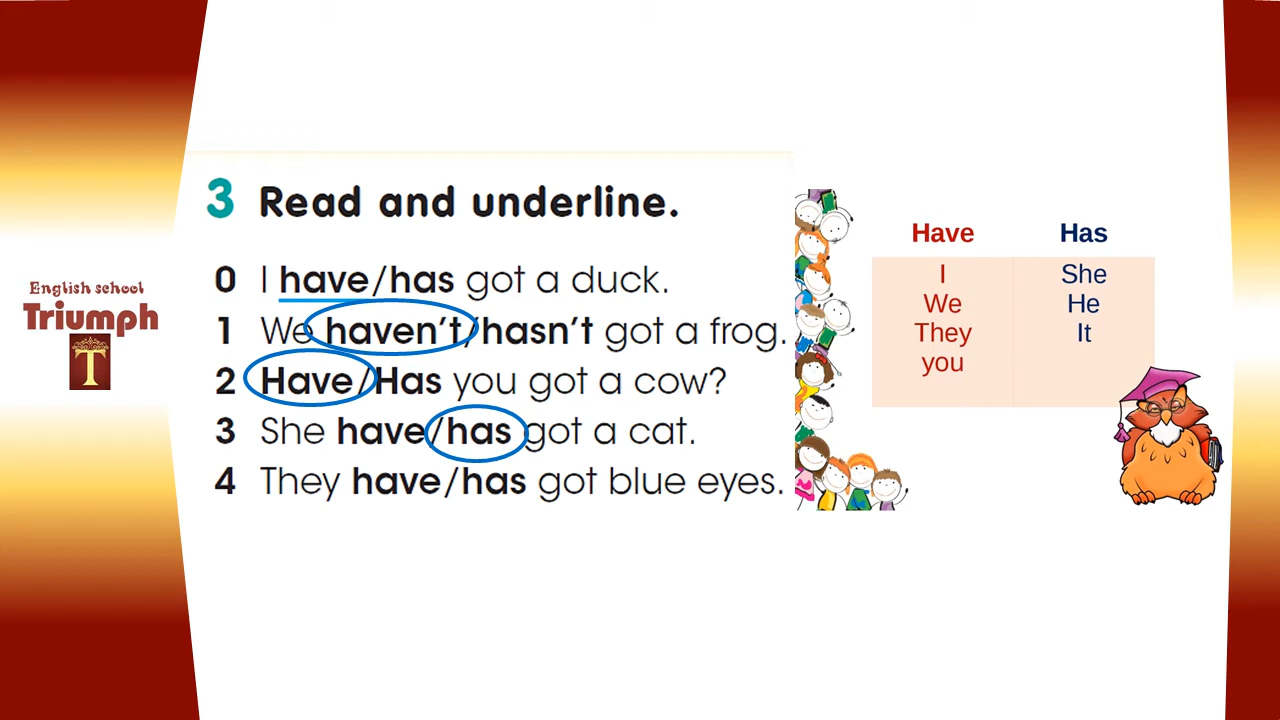 English school
Triumph
T
3 Read and underline.
0 I have/has got a duck.
1 We haven't/hasn't got a frog.
2 Have/Has you got a cow?
3 She have/has got a cat.
4 They have/has got blue eyes.
Have Has
I She
We He
They It
you